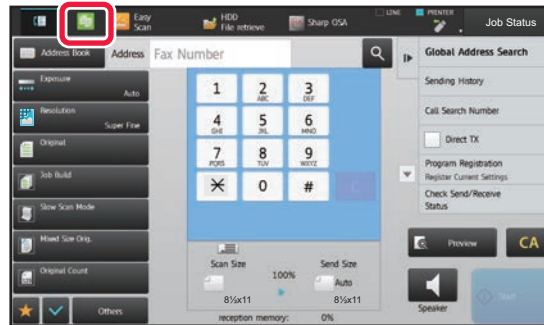 Easy
Scan
HDD
File retrieve
Sharp OSA
LINE
PRINTER
Job Status
Address Book
Address
Fax Number
Global Address Search
Exposure
Auto
Sending History
Resolution
Super Fine
Call Search Number
Original
Direct TX
Job Build
Program Registration
Register Current Settings
Slow Scan Mode
Check Send/Receive
Status
Mixed Size Orig.
Original Count
Others
1
2
ABC
3
DEF
4
GHI
5
JKL
6
MNO
7
PQRS
8
TUV
9
WXYZ
0
#
C
Scan Size
100%
Send Size
Auto
8½x11
8½x11
reception memory:
0%
Preview
CA
Speaker
Start